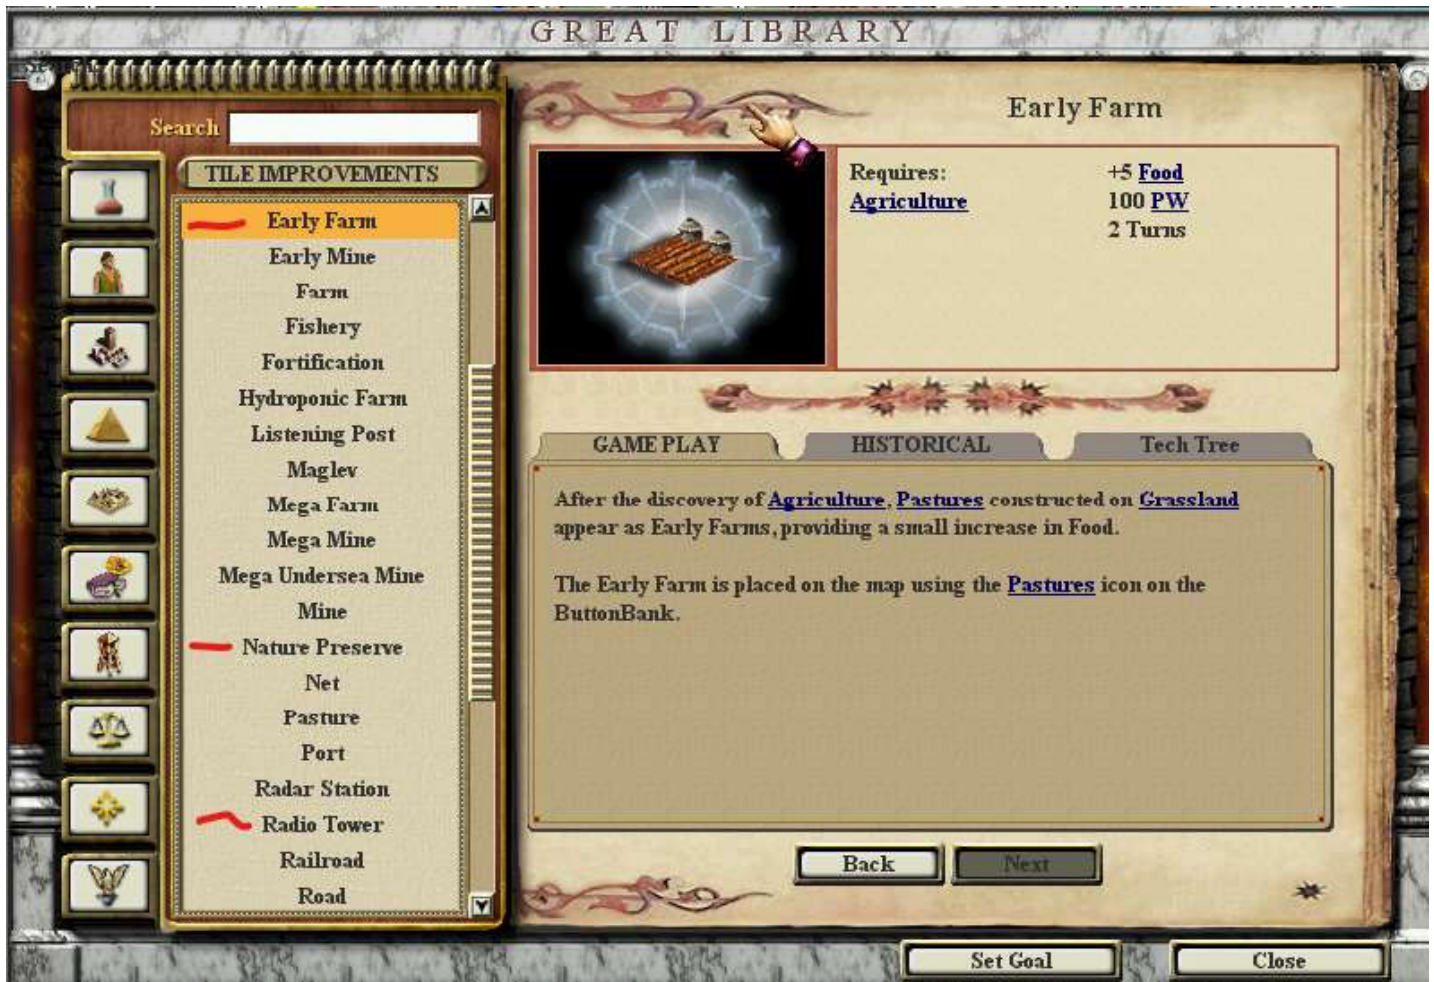 GREAT LIBRARY
Search
TILE IMPROVEMENTS
Early Farm
Early Mine
Farm
Fishery
Fortification
Hydroponic Farm
Listening Post
Maglev
Mega Farm
Mega Mine
Mega Undersea Mine
Mine
Nature Preserve
Net
Pasture
Port
Radar Station
Radio Tower
Railroad
Road
Early Farm
Requires:
Agriculture
+5 Food
100 PW
2 Turns
GAME PLAY
HISTORICAL
Tech Tree
After the discovery of Agriculture, Pastures constructed on Grassland
appear as Early Farms, providing a small increase in Food.
The Early Farm is placed on the map using the Pastures icon on the
ButtonBank.
Back
Next
Set Goal
Close